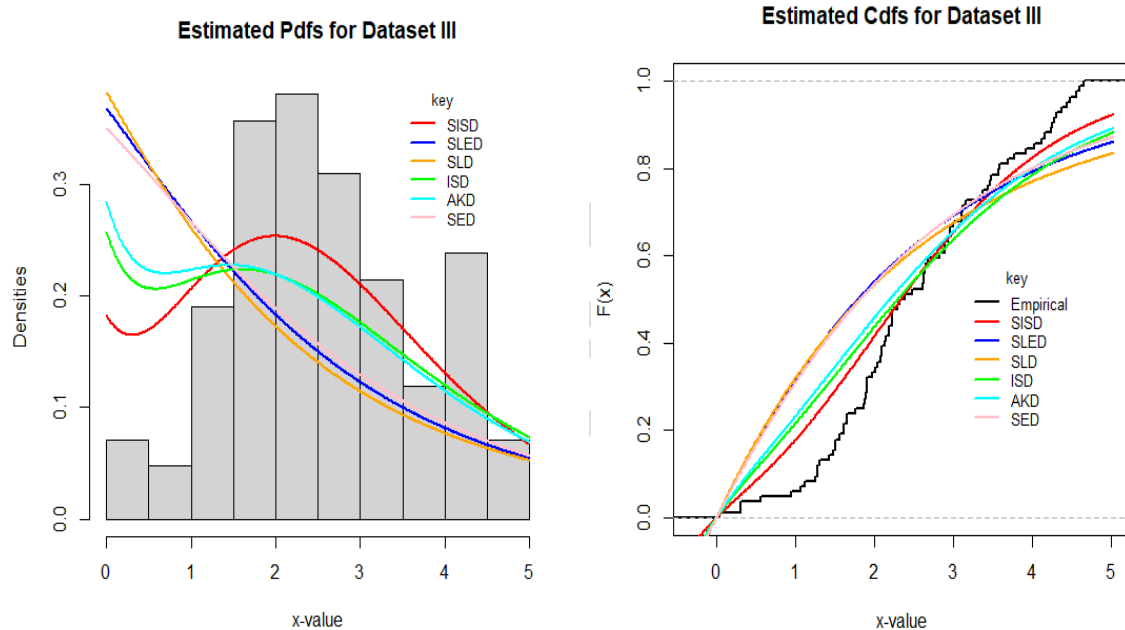 Estimated Pdfs for Dataset III
Densities
0.0
0.1
0.2
0.3
key
SISD
SLED
SLD
ISD
AKD
SED
0
1
2
3
4
5
x-value
Estimated Cdfs for Dataset III
F(x)
0.0
0.2
0.4
0.6
0.8
1.0
key
Empirical
SISD
SLED
SLD
ISD
AKD
SED
0
1
2
3
4
5
x-value